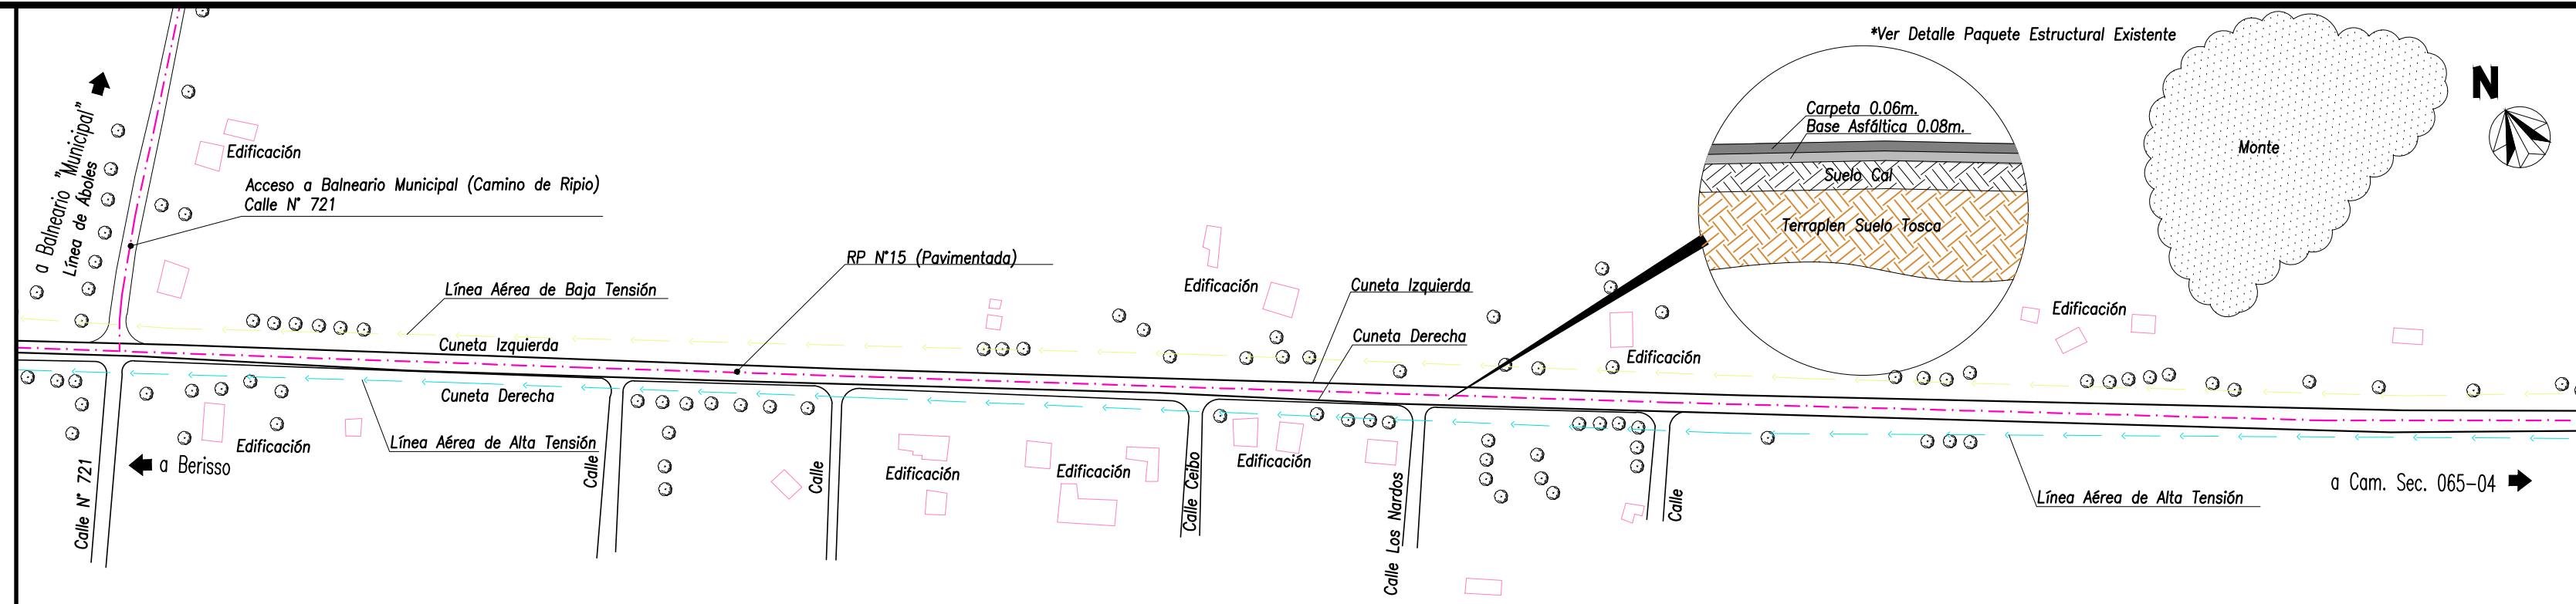 *Ver Detalle Paquete Estructural Existente
N
Carpeta 0.06m.
Base Asfáltica 0.08m.
Suelo Cal
Terraplen Suelo Tosca
Monte
a Balneario "Municipal"
Línea de Áboles
Edificación
Acceso a Balneario Municipal (Camino de Ripio)
Calle N° 721
RP N°15 (Pavimentada)
Línea Aérea de Baja Tensión
Edificación
Cuneta Izquierda
Edificación
Cuneta Derecha
Cuneta Izquierda
Edificación
Cuneta Derecha
Línea Aérea de Alta Tensión
Edificación
a Berisso
Calle N° 721
Calle
Calle
Edificación
Edificación
Calle Ceibo
Edificación
Calle Los Nardos
Calle
Línea Aérea de Alta Tensión
a Cam. Sec. 065-04